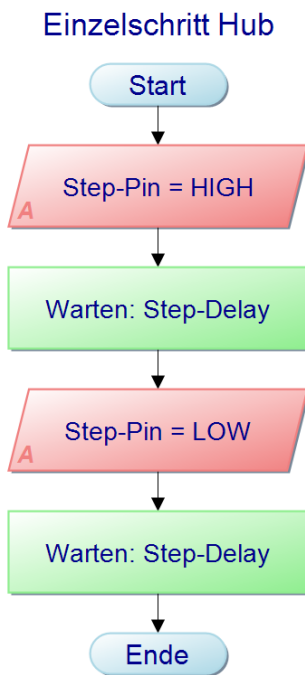 Einzelschritt Hub
Start
Step-Pin = HIGH
A
Warten: Step-Delay
Step-Pin = LOW
A
Warten: Step-Delay
Ende